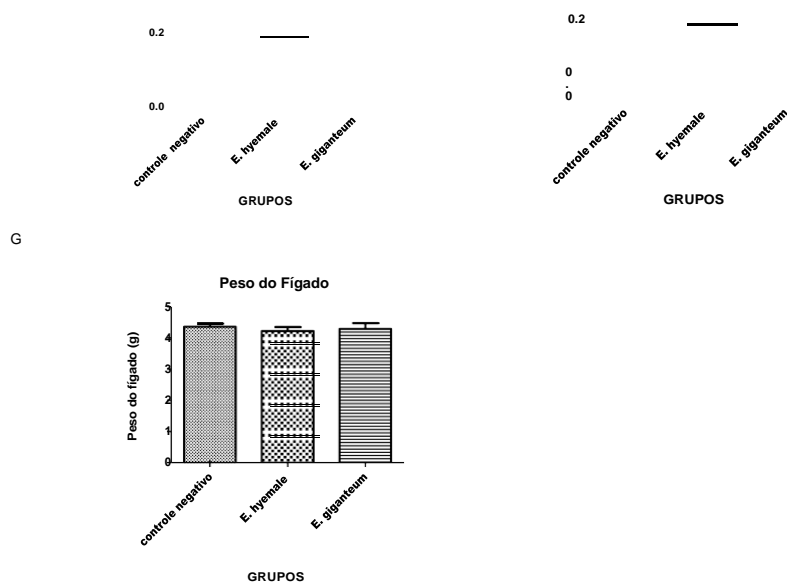 0.2
0.0
controle negativo
E. hyemale
E. giganteum
GRUPOS
0.2
0
.
0
controle negativo
E. hyemale
E. giganteum
GRUPOS
G
Peso do Fígado
Peso do fígado (g)
5
4
3
2
1
0
controle negativo
E. hyemale
E. giganteum
GRUPOS